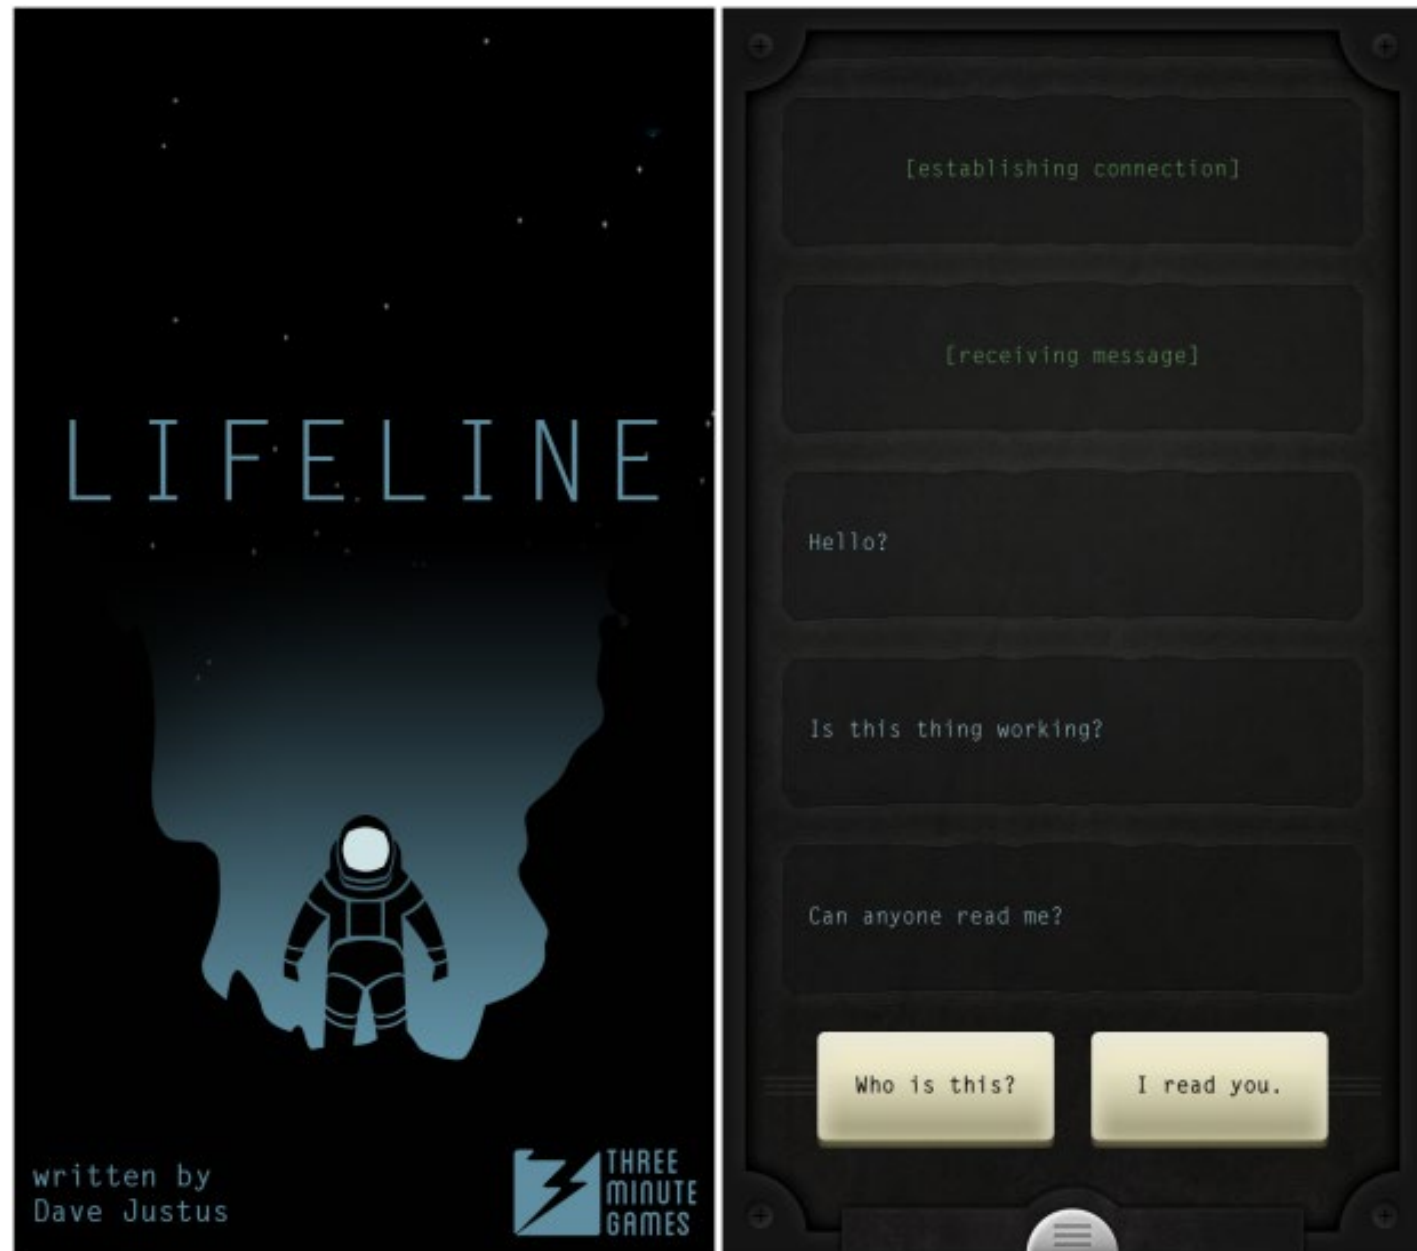 LIFELINE
written by
Dave Justus
THREE
MINUTE
GAMES
[establishing connection]
[receiving message]
Hello?
Is this thing working?
Can anyone read me?
Who is this?
I read you.